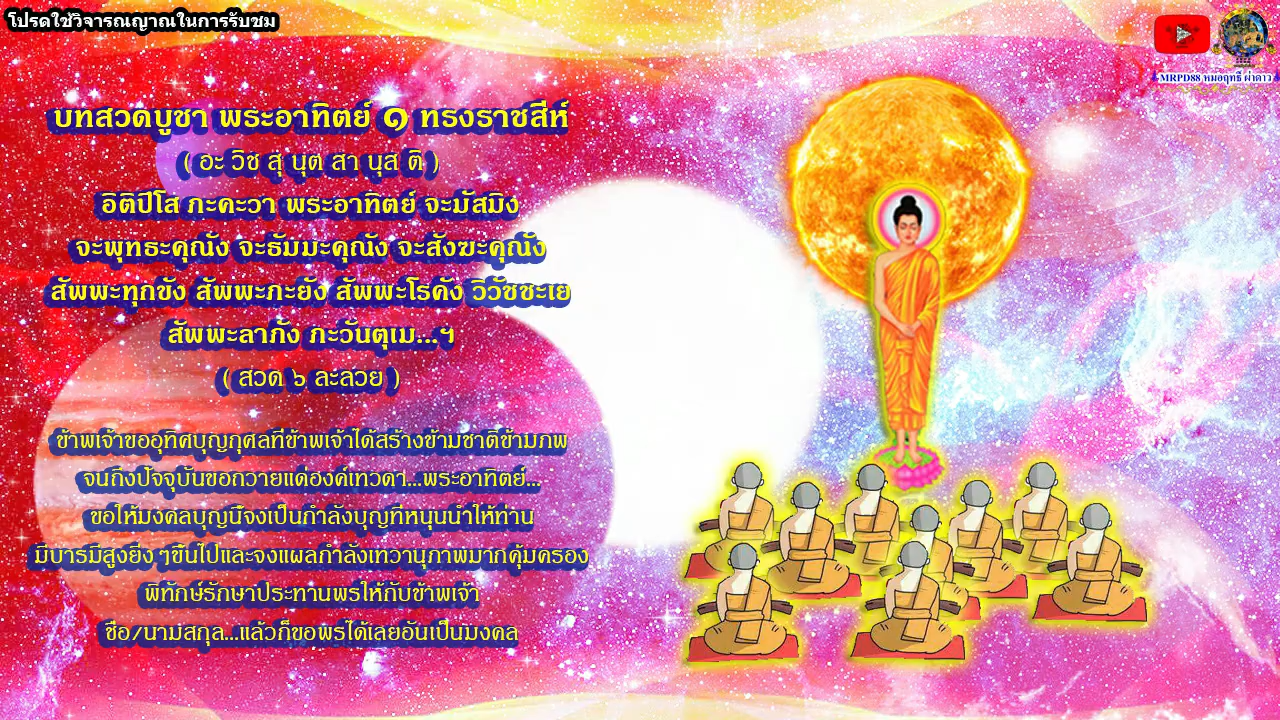 โปรดใช้วิจารณญาณในการรับชม
MRPD88 หมอฤทธิ์ ผ่าดาว
บทสวดบูชา พระอาทิตย์ ๑ ทรงราชสีห์
( อะ วิช สุ นุต สา นุส ติ )
อิติปิโส ภะคะวา พระอาทิตย์ จะมัสมิง
จะพุทธะคุณัง จะธัมมะคุณัง จะสังฆะคุณัง
สัพพะทุกขัง สัพพะภะยัง สัพพะโรคัง วิวัชชะเย
สัพพะลาภัง ภะวันตุเม...ฯ
( สวด ๖ ละลวย )
ข้าพเจ้าขออุทิศบุญกุศลที่ข้าพเจ้าได้สร้างข้ามชาติข้ามภพ
จนถึงปัจจุบันขอถวายแด่องค์เทวดา...พระอาทิตย์...
ขอให้มงคลบุญนี้จงเป็นกำลังบุญที่หนุนนำให้ท่าน
มีบารมีสูงยิ่งๆขึ้นไปและจงแผลกำลังเทวานุภาพมาคุ้มครอง
พิทักษ์รักษาประทานพรให้กับข้าพเจ้า
ชื่อ/นามสกุล...แล้วก็ขอพรได้เลยอันเป็นมงคล